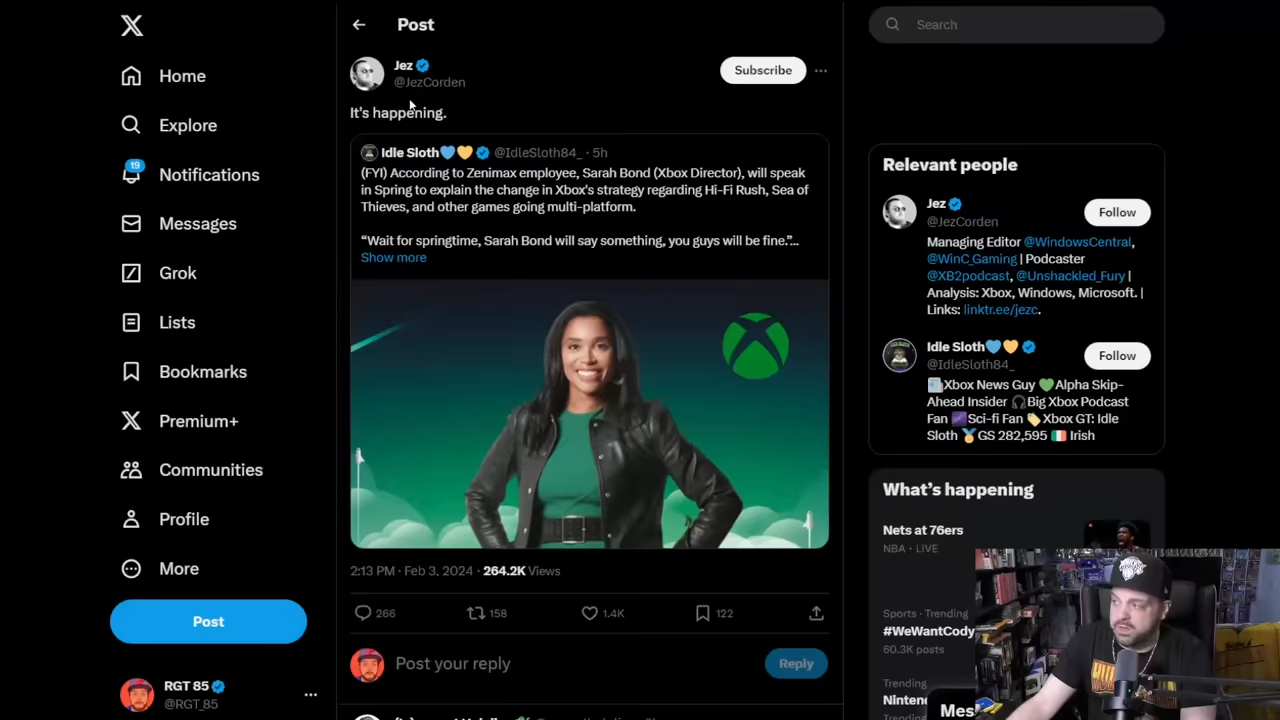 Post
Search
Home
Explore
19
Notifications
Messages
Grok
Lists
Bookmarks
Premium+
Communities
Profile
More
Post
RGT 85
@RGT_85
Jez
@JezCorden
Subscribe
It's happening.
Idle Sloth💙💛 @IdleSloth84_ · 5h
(FYI) According to Zenimax employee, Sarah Bond (Xbox Director), will speak
in Spring to explain the change in Xbox's strategy regarding Hi-Fi Rush, Sea of
Thieves, and other games going multi-platform.
“Wait for springtime, Sarah Bond will say something, you guys will be fine.”...
Show more
2:13 PM · Feb 3, 2024 · 264.2K Views
266
158
1.4K
122
Post your reply
Reply
Relevant people
Jez
@JezCorden
Follow
Managing Editor @WindowsCentral,
@WinC_Gaming | Podcaster
@XB2podcast, @Unshackled_Fury |
Analysis: Xbox, Windows, Microsoft. |
Links: linktr.ee/jezc.
Idle Sloth💙💛
@IdleSloth84_
Follow
📰Xbox News Guy 💚Alpha Skip-
Ahead Insider 🎧Big Xbox Podcast
Fan 🌌Sci-fi Fan 🏷️Xbox GT: Idle
Sloth 🏅GS 282,595 🇮🇪 Irish
What’s happening
Nets at 76ers
NBA · LIVE
Sports · Trending
#WeWantCody
60.3K posts
Trending
Ninten
Trending
Mes